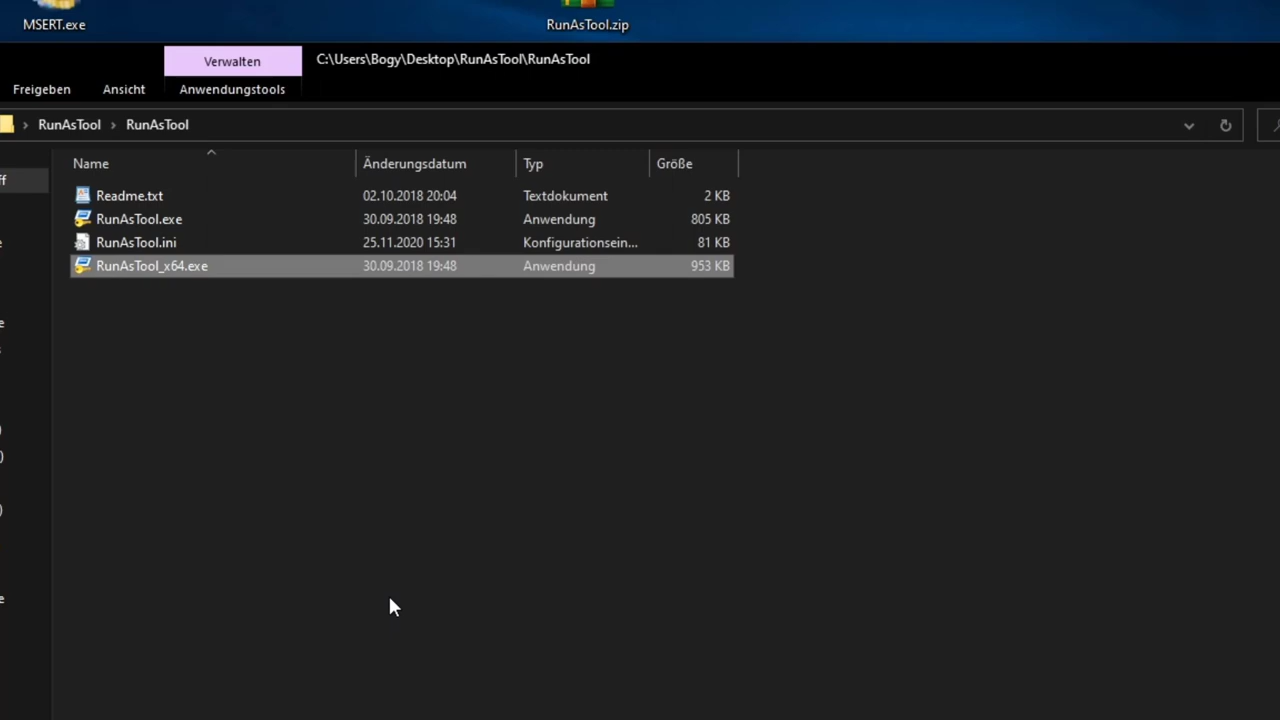 MSERT.exe
RunAsTool.zip
Verwalten
C:\Users\Bogy\Desktop\RunAsTool\RunAsTool
Freigeben Ansicht Anwendungstools
RunAsTool > RunAsTool
Name Änderungsdatum Typ Größe
Readme.txt 02.10.2018 20:04 Textdokument 2 KB
RunAsTool.exe 30.09.2018 19:48 Anwendung 805 KB
RunAsTool.ini 25.11.2020 15:31 Konfigurationsein... 81 KB
RunAsTool_x64.exe 30.09.2018 19:48 Anwendung 953 KB